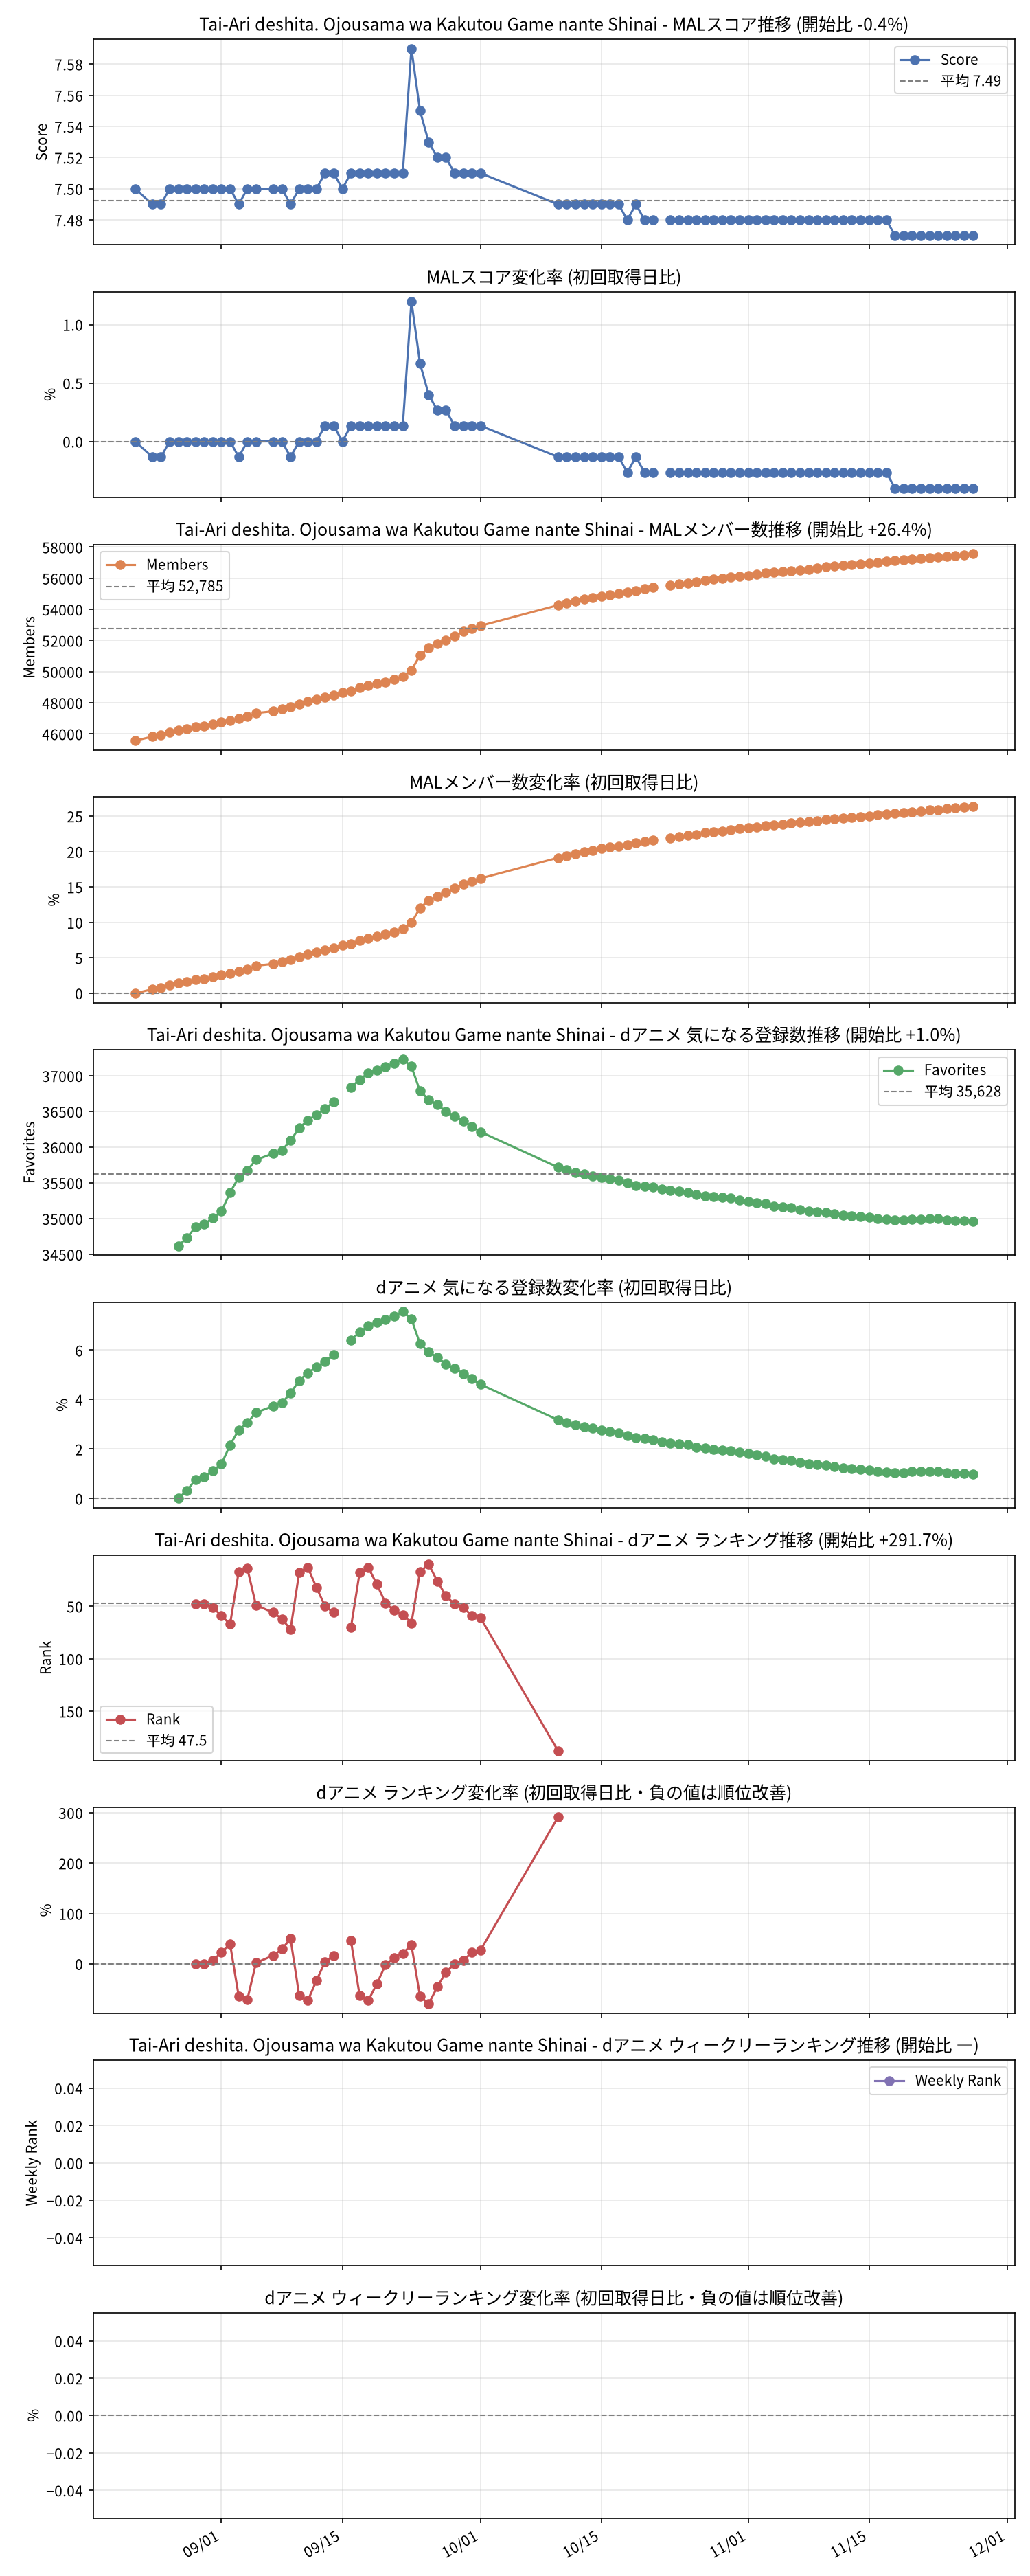 Tai-Ari deshita. Ojousama wa Kakutou Game nante Shinai - MALスコア推移 (開始比 -0.4%)
Score
7.58
7.56
7.54
7.52
7.50
7.48
Score
平均 7.49
MALスコア変化率 (初回取得日比)
%
1.0
0.5
0.0
Tai-Ari deshita. Ojousama wa Kakutou Game nante Shinai - MALメンバー数推移 (開始比 +26.4%)
Members
58000
56000
54000
52000
50000
48000
46000
Members
平均 52,785
MALメンバー数変化率 (初回取得日比)
%
25
20
15
10
5
0
Tai-Ari deshita. Ojousama wa Kakutou Game nante Shinai - dアニメ 気になる登録数推移 (開始比 +1.0%)
Favorites
37000
36500
36000
35500
35000
34500
Favorites
平均 35,628
dアニメ 気になる登録数変化率 (初回取得日比)
%
6
4
2
0
Tai-Ari deshita. Ojousama wa Kakutou Game nante Shinai - dアニメ ランキング推移 (開始比 +291.7%)
Rank
50
100
150
Rank
平均 47.5
dアニメ ランキング変化率 (初回取得日比・負の値は順位改善)
%
300
200
100
0
Tai-Ari deshita. Ojousama wa Kakutou Game nante Shinai - dアニメ ウィークリーランキング推移 (開始比 —)
Weekly Rank
0.04
0.02
0.00
−0.02
−0.04
Weekly Rank
dアニメ ウィークリーランキング変化率 (初回取得日比・負の値は順位改善)
%
0.04
0.02
0.00
−0.02
−0.04
09/01
09/15
10/01
10/15
11/01
11/15
12/01